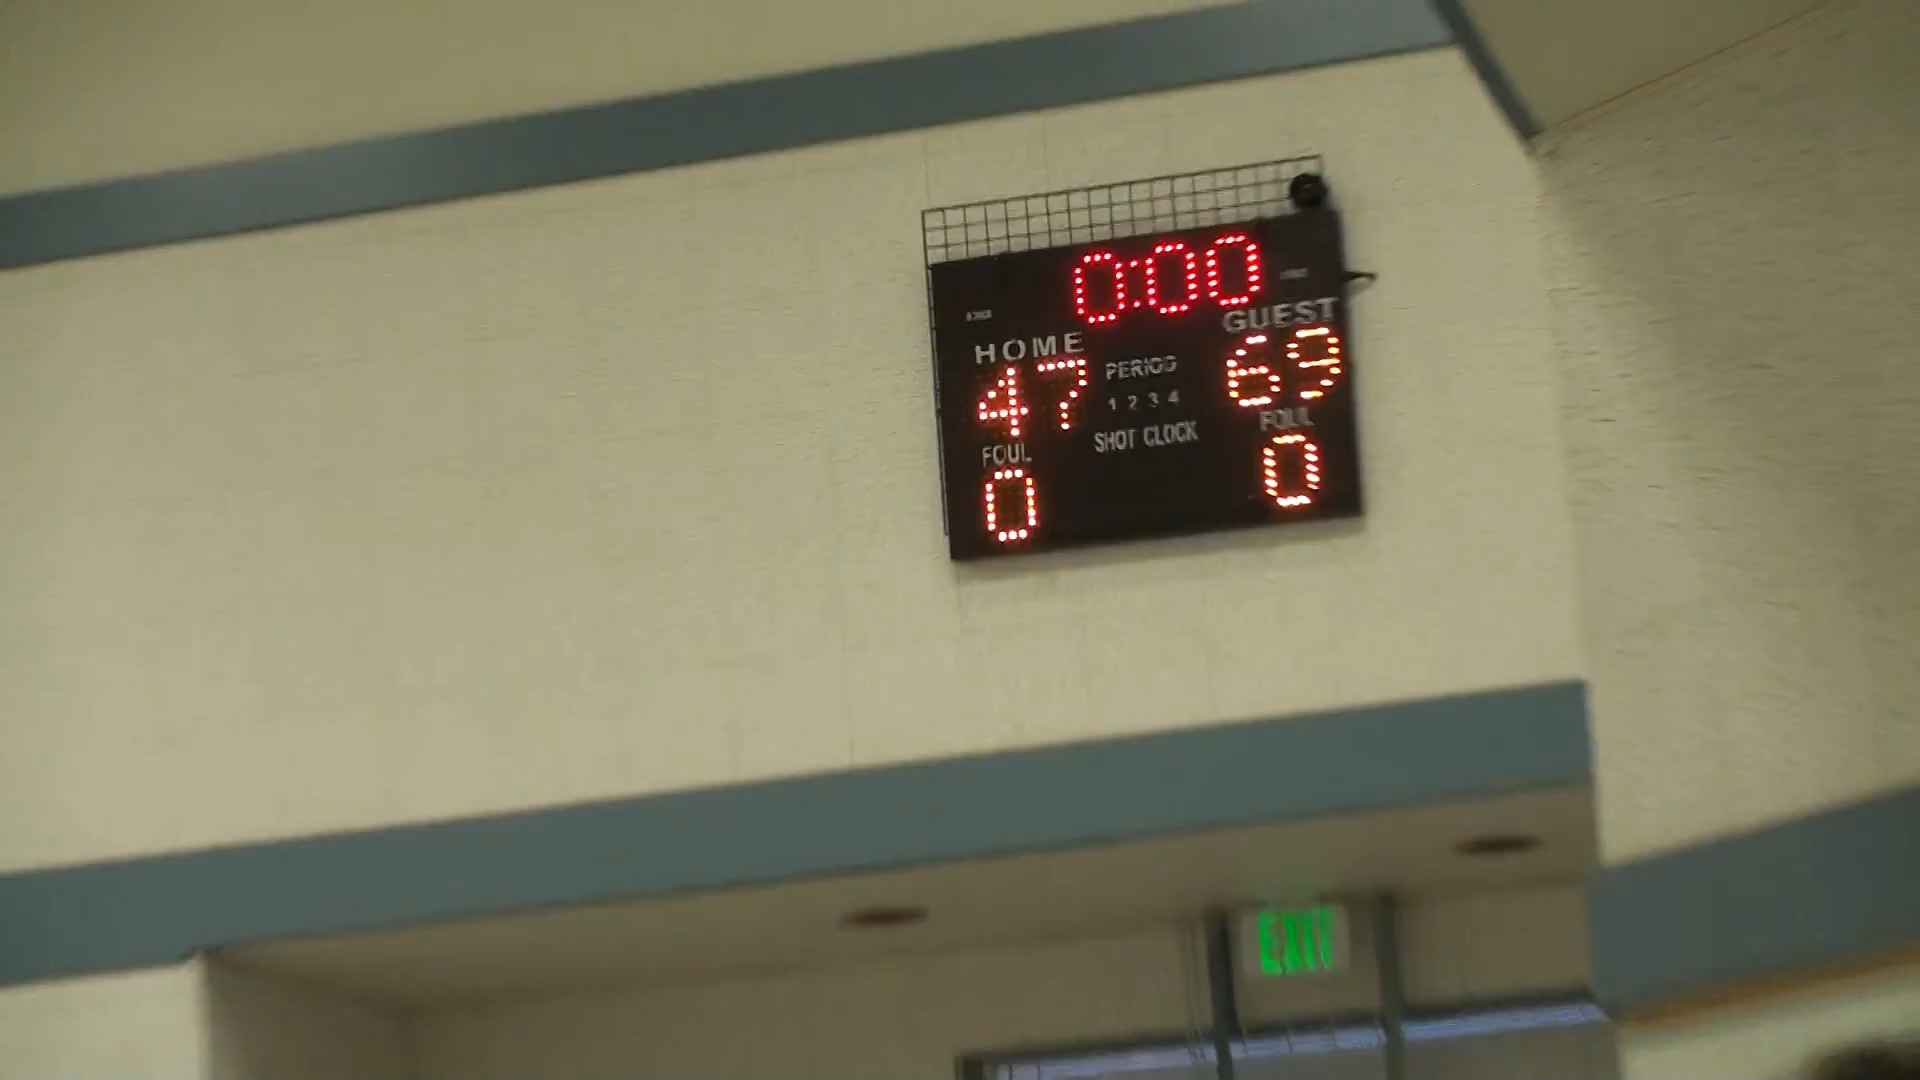 0:00
HOME
GUEST
47
PERIOD
69
1 2 3 4
FOUL
SHOT CLOCK
FOUL
0
0
EXIT